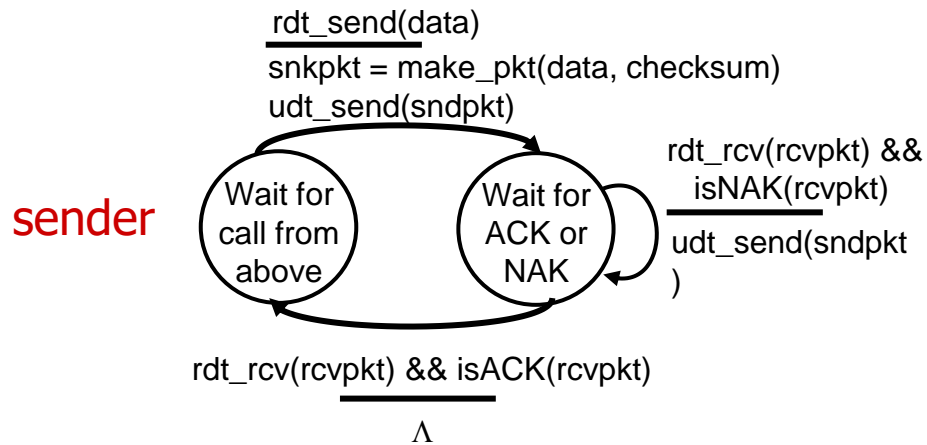 rdt_send(data)
snkpkt = make_pkt(data, checksum)
udt_send(sndpkt)
rdt_rcv(rcvpkt) &&
isNAK(rcvpkt)
udt_send(sndpkt
)
sender
Wait for
call from
above
Wait for
ACK or
NAK
rdt_rcv(rcvpkt) && isACK(rcvpkt)
Λ